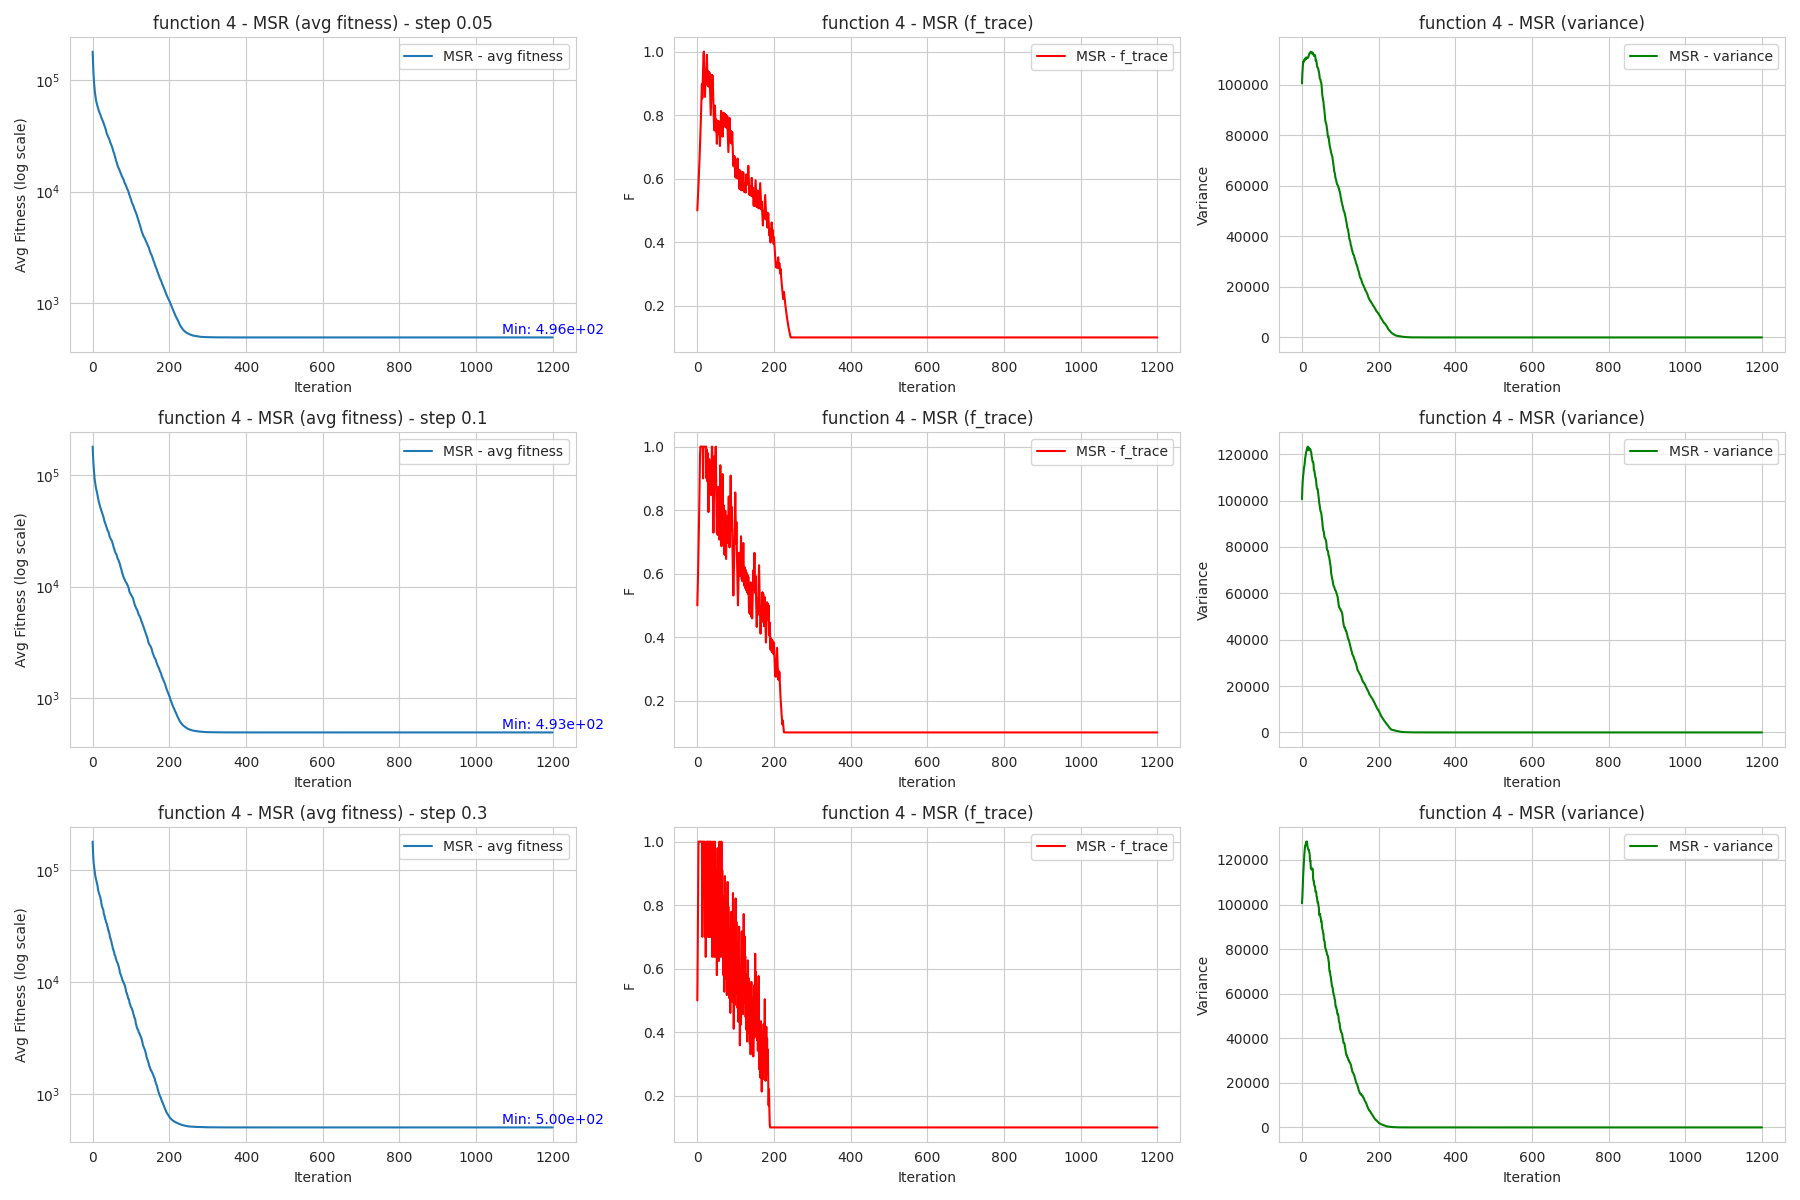 function 4 - MSR (avg fitness) - step 0.05
MSR - avg fitness
Avg Fitness (log scale)
10^5
10^4
10^3
Min: 4.96e+02
0 200 400 600 800 1000 1200
Iteration
function 4 - MSR (f_trace)
MSR - f_trace
F
1.0
0.8
0.6
0.4
0.2
0 200 400 600 800 1000 1200
Iteration
function 4 - MSR (variance)
MSR - variance
Variance
100000
80000
60000
40000
20000
0
0 200 400 600 800 1000 1200
Iteration
function 4 - MSR (avg fitness) - step 0.1
MSR - avg fitness
Avg Fitness (log scale)
10^5
10^4
10^3
Min: 4.93e+02
0 200 400 600 800 1000 1200
Iteration
function 4 - MSR (f_trace)
MSR - f_trace
F
1.0
0.8
0.6
0.4
0.2
0 200 400 600 800 1000 1200
Iteration
function 4 - MSR (variance)
MSR - variance
Variance
120000
100000
80000
60000
40000
20000
0
0 200 400 600 800 1000 1200
Iteration
function 4 - MSR (avg fitness) - step 0.3
MSR - avg fitness
Avg Fitness (log scale)
10^5
10^4
10^3
Min: 5.00e+02
0 200 400 600 800 1000 1200
Iteration
function 4 - MSR (f_trace)
MSR - f_trace
F
1.0
0.8
0.6
0.4
0.2
0 200 400 600 800 1000 1200
Iteration
function 4 - MSR (variance)
MSR - variance
Variance
120000
100000
80000
60000
40000
20000
0
0 200 400 600 800 1000 1200
Iteration